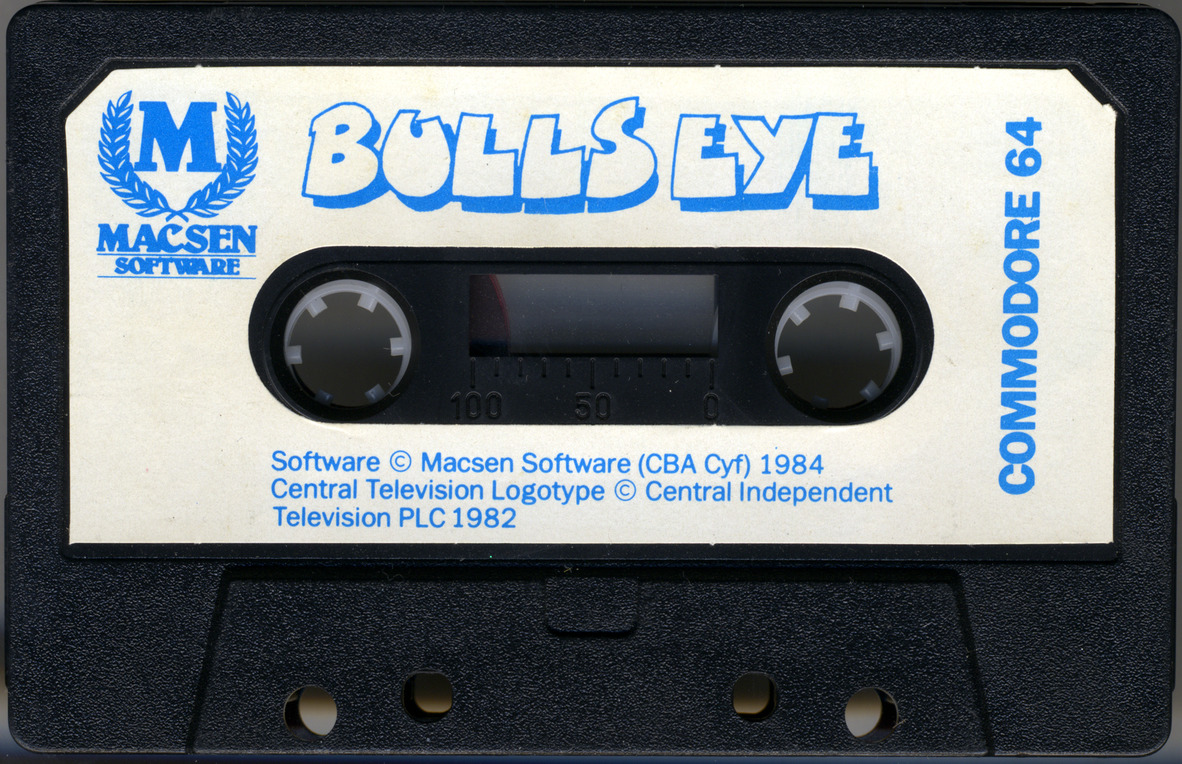 M
MACSEN
SOFTWARE
BULLSEYE
COMMODORE 64
100 50 0
Software © Macsen Software (CBA Cyf) 1984
Central Television Logotype © Central Independent
Television PLC 1982